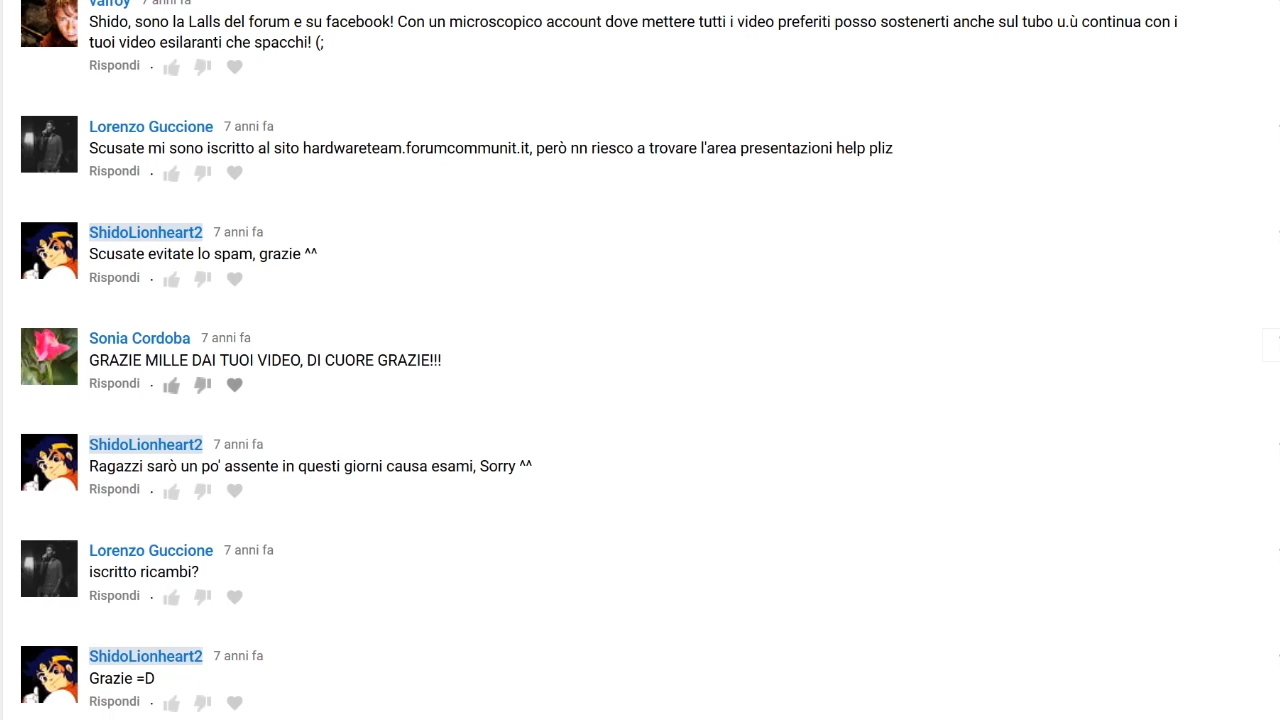 valfoy 7 anni fa
Shido, sono la Lalls del forum e su facebook! Con un microscopico account dove mettere tutti i video preferiti posso sostenerti anche sul tubo u.ù continua con i
tuoi video esilaranti che spacchi! (;
Rispondi .
Lorenzo Guccione 7 anni fa
Scusate mi sono iscritto al sito hardwareteam.forumcommunit.it, però nn riesco a trovare l'area presentazioni help pliz
Rispondi .
ShidoLionheart2 7 anni fa
Scusate evitate lo spam, grazie ^^
Rispondi .
Sonia Cordoba 7 anni fa
GRAZIE MILLE DAI TUOI VIDEO, DI CUORE GRAZIE!!!
Rispondi .
ShidoLionheart2 7 anni fa
Ragazzi sarò un po' assente in questi giorni causa esami, Sorry ^^
Rispondi .
Lorenzo Guccione 7 anni fa
iscritto ricambi?
Rispondi .
ShidoLionheart2 7 anni fa
Grazie =D
Rispondi .